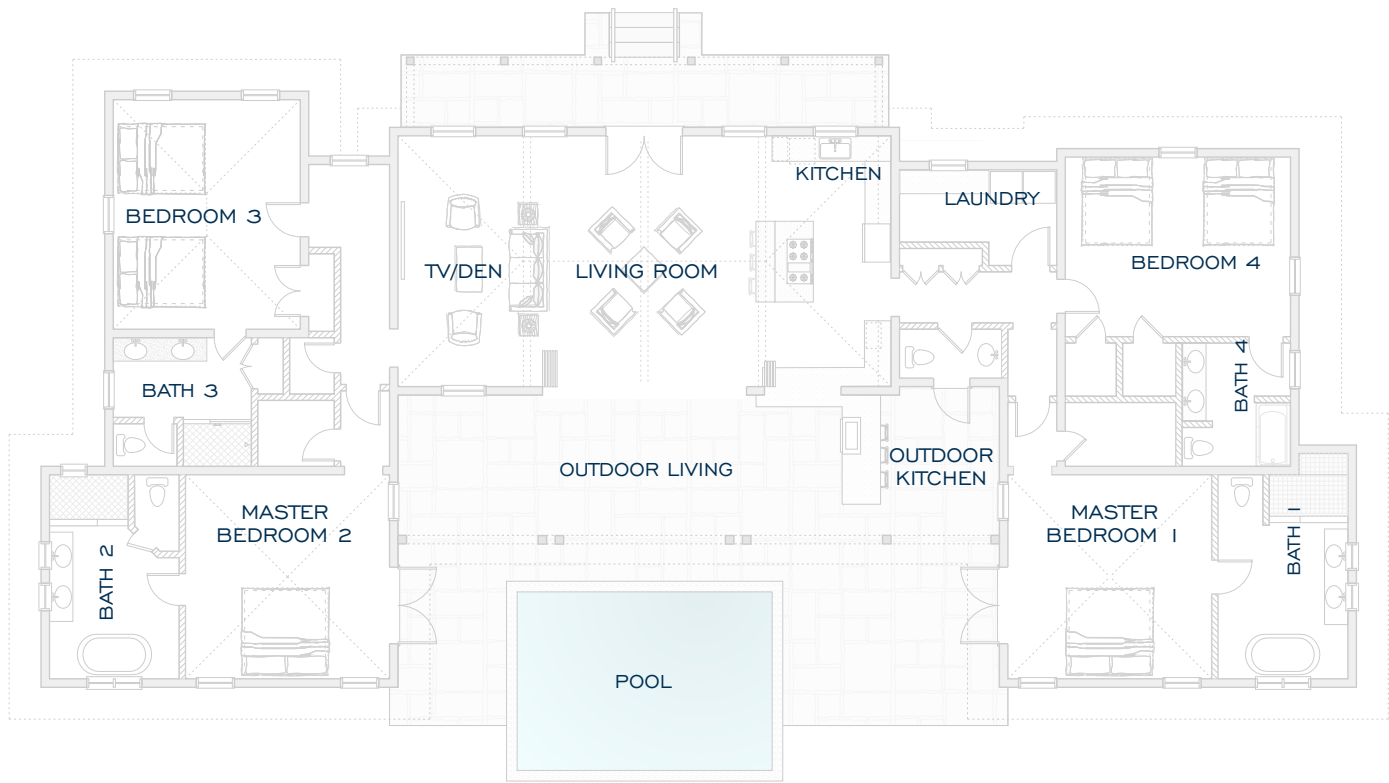 KITCHEN
LAUNDRY
BEDROOM 3
TV/DEN
LIVING ROOM
BEDROOM 4
BATH 3
BATH 4
OUTDOOR LIVING
OUTDOOR
KITCHEN
MASTER
BEDROOM 2
MASTER
BEDROOM 1
BATH 2
BATH 1
POOL